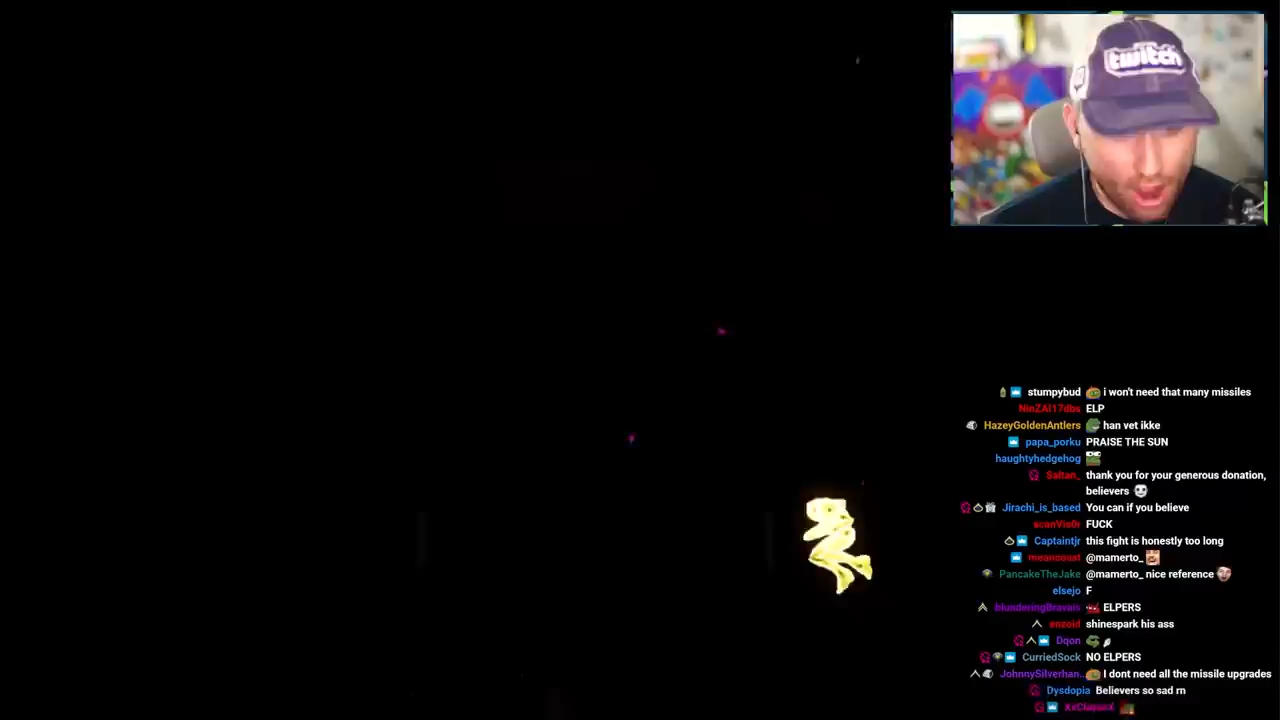 twitch
stumpybud i won't need that many missiles
NinZAI17dbs ELP
HazeyGoldenAntlers han vet ikke
papa_porku PRAISE THE SUN
haughtyhedgehog
Saltan_ thank you for your generous donation,
believers
Jirachi_is_based You can if you believe
scanVis0r FUCK
Captaintjr this fight is honestly too long
meancoast @mamerto_
PancakeTheJake @mamerto_ nice reference
elsejo F
blunderingBravais ELPERS
enzoid shinespark his ass
Dqon
CurriedSock NO ELPERS
JohnnySilverhan... I dont need all the missile upgrades
Dysdopia Believers so sad rn